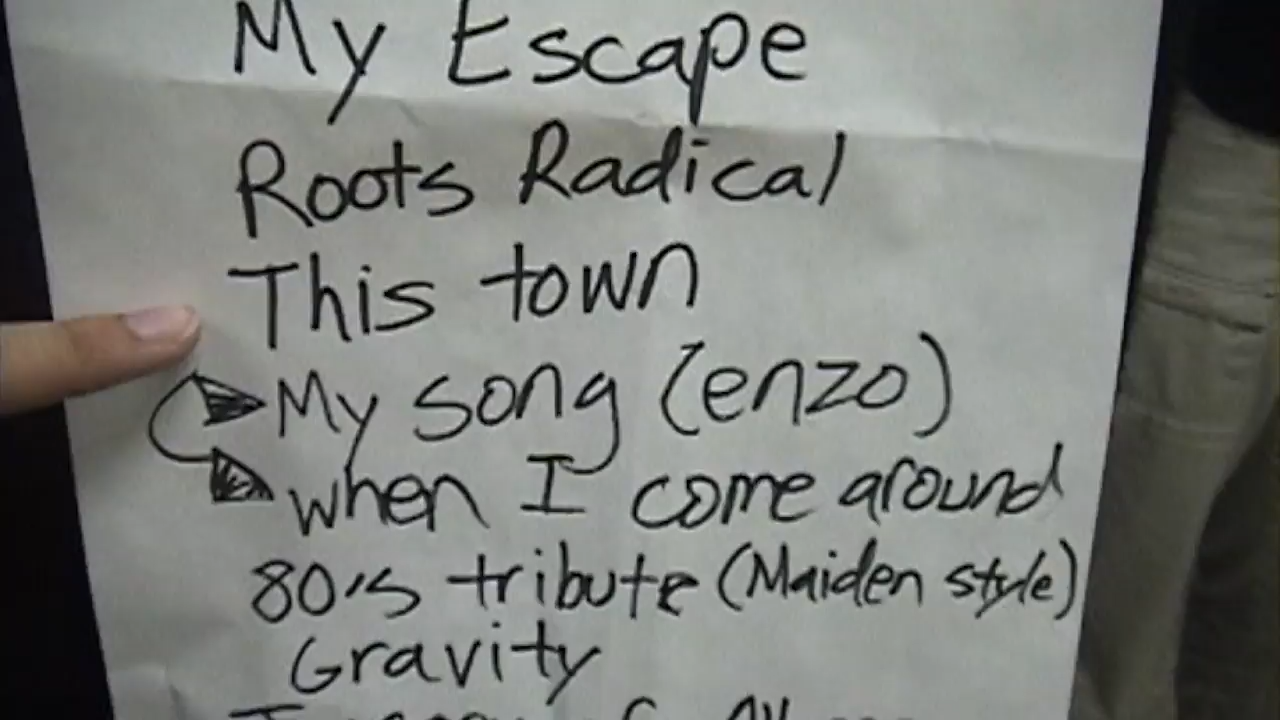 My Escape
Roots Radical
This town
My song (enzo)
when I come around
80's tribute (Maiden style)
Gravity